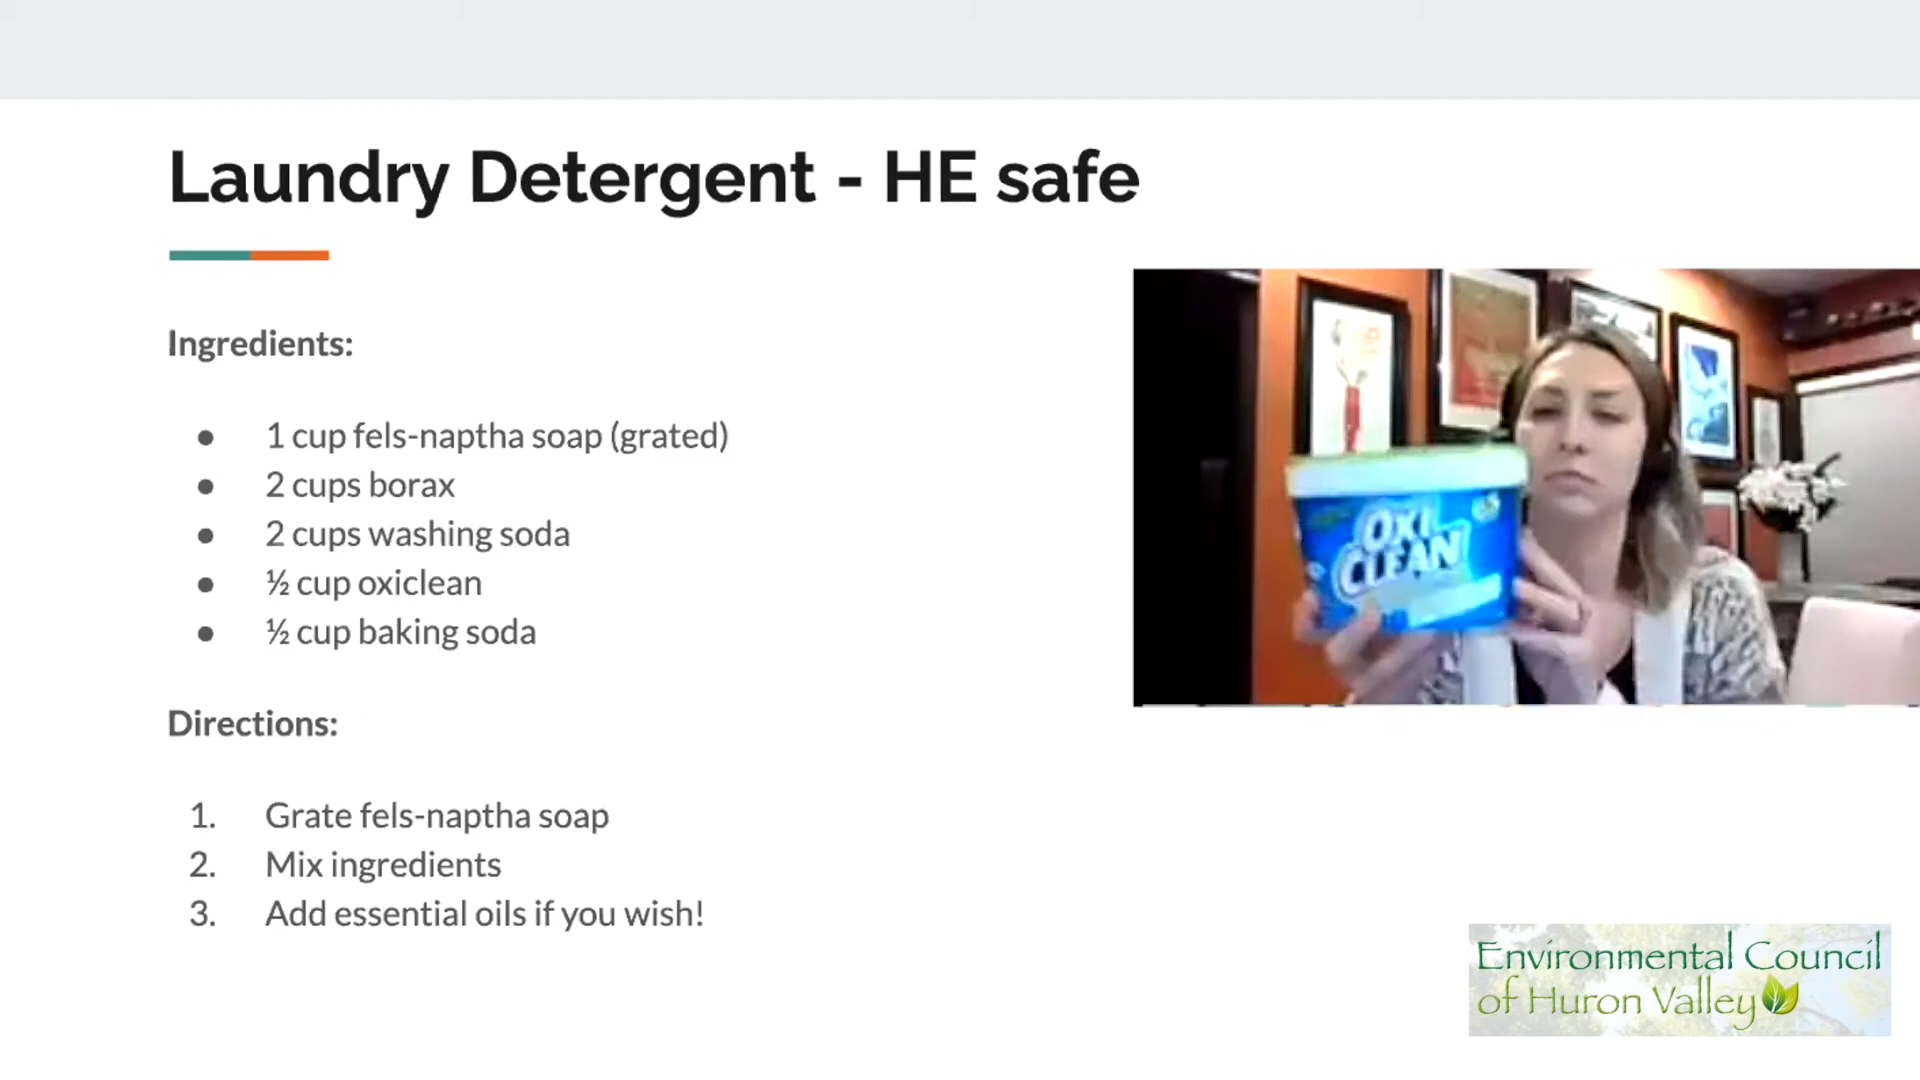 Laundry Detergent - HE safe
Ingredients:
● 1 cup fels-naptha soap (grated)
● 2 cups borax
● 2 cups washing soda
● ½ cup oxiclean
● ½ cup baking soda
Directions:
1. Grate fels-naptha soap
2. Mix ingredients
3. Add essential oils if you wish!
OXI
CLEAN
Environmental Council
of Huron Valley